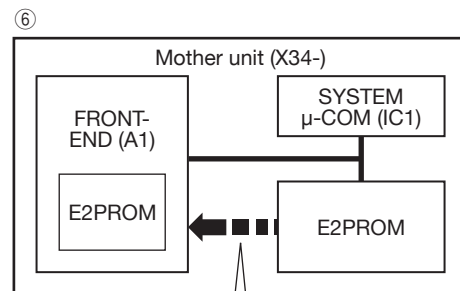 ⑥
Mother unit (X34-)
FRONT-
END (A1)
E2PROM
SYSTEM
μ-COM (IC1)
E2PROM